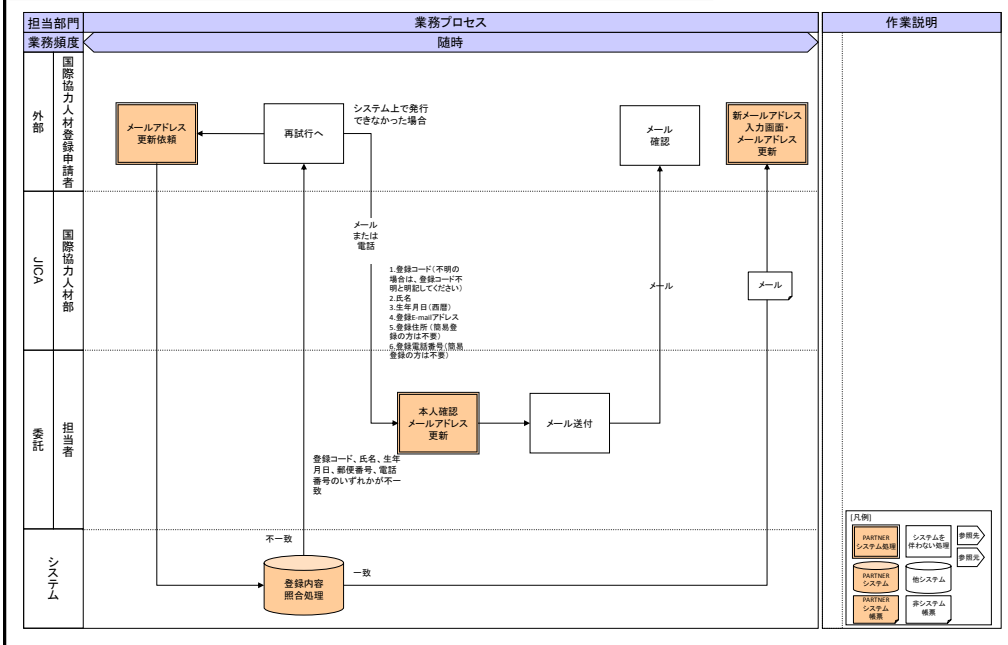 担当部門
業務プロセス
作業説明
業務頻度
随時
外部
国際協力人材登録申請者
メールアドレス
更新依頼
再試行へ
システム上で発行
できなかった場合
メール
確認
新メールアドレス
入力画面・
メールアドレス
更新
JICA
国際協力人材部
メール
または
電話
1.登録コード(不明の
場合は、登録コード不
明と明記してください)
2.氏名
3.生年月日(西暦)
4.登録E-mailアドレス
5.登録住所(簡易登
録の方は不要)
6.登録電話番号(簡易
登録の方は不要)
メール
メール
委託
担当者
本人確認
メールアドレス
更新
メール送付
登録コード、氏名、生年
月日、郵便番号、電話
番号のいずれかが不一
致
システム
不一致
登録内容
照合処理
一致
[凡例]
PARTNER
システム処理
システムを
伴わない処理
参照先
参照元
PARTNER
システム
他システム
PARTNER
システム
帳票
非システム
帳票